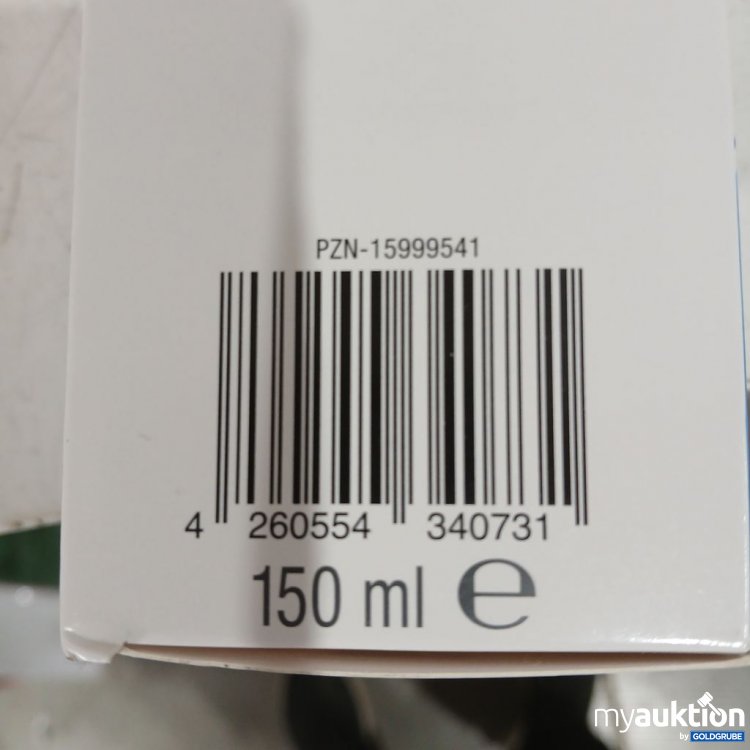 PZN-15999541
4 260554 340731
150 ml e
myauktion
by GOLDGRUBE